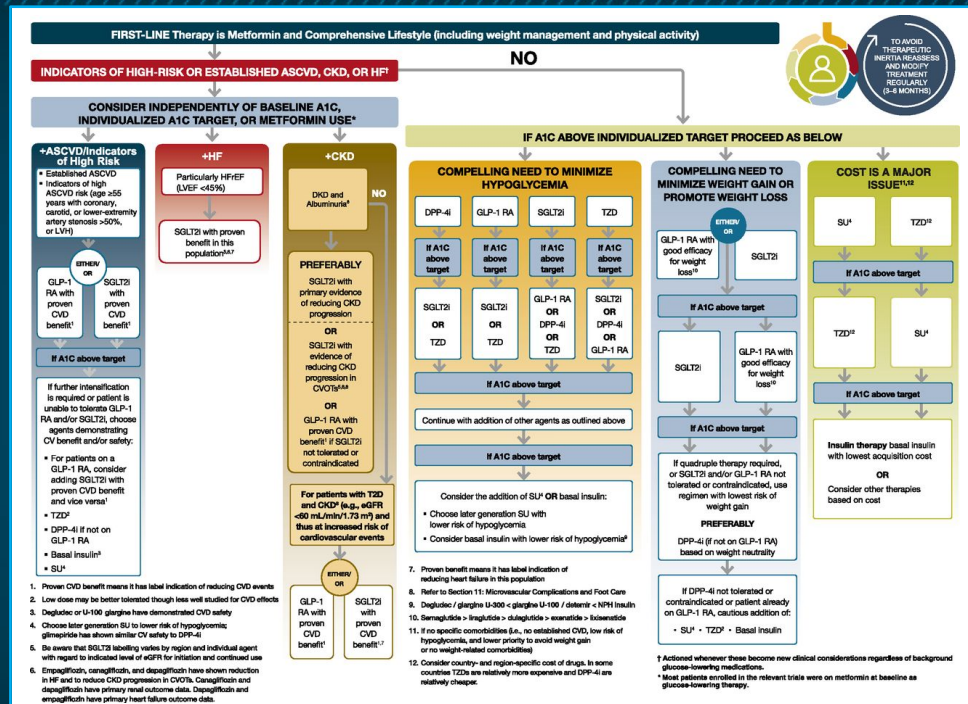 FIRST-LINE Therapy is Metformin and Comprehensive Lifestyle (including weight management and physical activity)
TO AVOID
THERAPEUTIC
INERTIA REASSESS
AND MODIFY
TREATMENT
REGULARLY
(3–6 MONTHS)
INDICATORS OF HIGH-RISK OR ESTABLISHED ASCVD, CKD, OR HF†
NO
CONSIDER INDEPENDENTLY OF BASELINE A1C,
INDIVIDUALIZED A1C TARGET, OR METFORMIN USE*
+ASCVD/Indicators
of High Risk
▪ Established ASCVD
▪ Indicators of high
ASCVD risk (age ≥55
years with coronary,
carotid, or lower-extremity
artery stenosis >50%,
or LVH)
EITHER/
OR
GLP-1
RA with
proven
CVD
benefit¹
SGLT2i
with
proven
CVD
benefit¹
If A1C above target
If further intensification
is required or patient is
unable to tolerate GLP-1
RA and/or SGLT2i, choose
agents demonstrating
CV benefit and/or safety:
▪ For patients on a
GLP-1 RA, consider
adding SGLT2i with
proven CVD benefit
and vice versa¹
▪ TZD²
▪ DPP-4i if not on
GLP-1 RA
▪ Basal insulin³
▪ SU⁴
+HF
Particularly HFrEF
(LVEF <45%)
SGLT2i with proven
benefit in this
population⁵,⁶,⁷
+CKD
DKD and
Albuminuria⁸
NO
PREFERABLY
SGLT2i with
primary evidence
of reducing CKD
progression
OR
SGLT2i with
evidence of
reducing CKD
progression in
CVOTs⁵,⁶,⁸
OR
GLP-1 RA with
proven CVD
benefit¹ if SGLT2i
not tolerated or
contraindicated
For patients with T2D
and CKD⁸ (e.g., eGFR
<60 mL/min/1.73 m²) and
thus at increased risk of
cardiovascular events
EITHER/
OR
GLP-1
RA with
proven
CVD
benefit¹
SGLT2i
with
proven
CVD
benefit¹,⁷
IF A1C ABOVE INDIVIDUALIZED TARGET PROCEED AS BELOW
COMPELLING NEED TO MINIMIZE
HYPOGLYCEMIA
DPP-4i
GLP-1 RA
SGLT2i
TZD
If A1C
above
target
If A1C
above
target
If A1C
above
target
If A1C
above
target
SGLT2i
OR
TZD
SGLT2i
OR
TZD
GLP-1 RA
OR
DPP-4i
OR
TZD
SGLT2i
OR
DPP-4i
OR
GLP-1 RA
If A1C above target
Continue with addition of other agents as outlined above
If A1C above target
Consider the addition of SU⁴ OR basal insulin:
▪ Choose later generation SU with
lower risk of hypoglycemia
▪ Consider basal insulin with lower risk of hypoglycemia⁹
COMPELLING NEED TO
MINIMIZE WEIGHT GAIN OR
PROMOTE WEIGHT LOSS
EITHER/
OR
GLP-1 RA with
good efficacy
for weight
loss¹⁰
SGLT2i
If A1C above target
SGLT2i
GLP-1 RA with
good efficacy
for weight
loss¹⁰
If A1C above target
If quadruple therapy required,
or SGLT2i and/or GLP-1 RA not
tolerated or contraindicated, use
regimen with lowest risk of
weight gain
PREFERABLY
DPP-4i (if not on GLP-1 RA)
based on weight neutrality
If DPP-4i not tolerated or
contraindicated or patient already
on GLP-1 RA, cautious addition of:
▪ SU⁴ ▪ TZD² ▪ Basal insulin
COST IS A MAJOR
ISSUE¹¹,¹²
SU⁴
TZD¹²
If A1C above target
TZD¹²
SU⁴
If A1C above target
Insulin therapy basal insulin
with lowest acquisition cost
OR
Consider other therapies
based on cost
1. Proven CVD benefit means it has label indication of reducing CVD events
2. Low dose may be better tolerated though less well studied for CVD effects
3. Degludec or U-100 glargine have demonstrated CVD safety
4. Choose later generation SU to lower risk of hypoglycemia;
glimepiride has shown similar CV safety to DPP-4i
5. Be aware that SGLT2i labelling varies by region and individual agent
with regard to indicated level of eGFR for initiation and continued use
6. Empagliflozin, canagliflozin, and dapagliflozin have shown reduction
in HF and to reduce CKD progression in CVOTs. Canagliflozin and
dapagliflozin have primary renal outcome data. Dapagliflozin and
empagliflozin have primary heart failure outcome data.
7. Proven benefit means it has label indication of
reducing heart failure in this population
8. Refer to Section 11: Microvascular Complications and Foot Care
9. Degludec / glargine U-300 < glargine U-100 / detemir < NPH insulin
10. Semaglutide > liraglutide > dulaglutide > exenatide > lixisenatide
11. If no specific comorbidities (i.e., no established CVD, low risk of
hypoglycemia, and lower priority to avoid weight gain
or no weight-related comorbidities)
12. Consider country- and region-specific cost of drugs. In some
countries TZDs are relatively more expensive and DPP-4i are
relatively cheaper.
† Actioned whenever these become new clinical considerations regardless of background
glucose-lowering medications.
* Most patients enrolled in the relevant trials were on metformin at baseline as
glucose-lowering therapy.